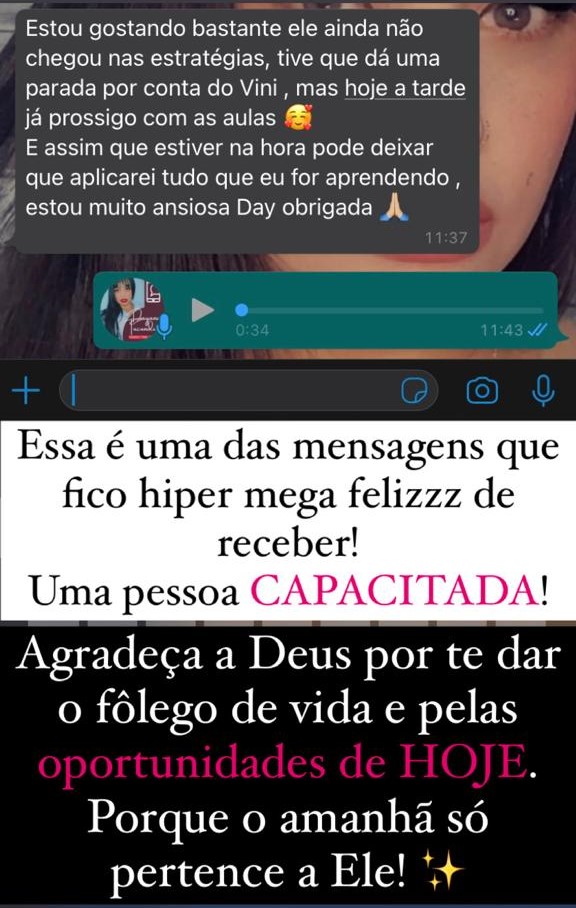 Estou gostando bastante ele ainda não
chegou nas estratégias, tive que dá uma
parada por conta do Vini , mas hoje a tarde
já prossigo com as aulas 🥰
E assim que estiver na hora pode deixar
que aplicarei tudo que eu for aprendendo ,
estou muito ansiosa Day obrigada 🙏🏼
11:37
0:34
11:43
Essa é uma das mensagens que
fico hiper mega felizzz de
receber!
Uma pessoa CAPACITADA!
Agradeça a Deus por te dar
o fôlego de vida e pelas
oportunidades de HOJE.
Porque o amanhã só
pertence a Ele! ✨